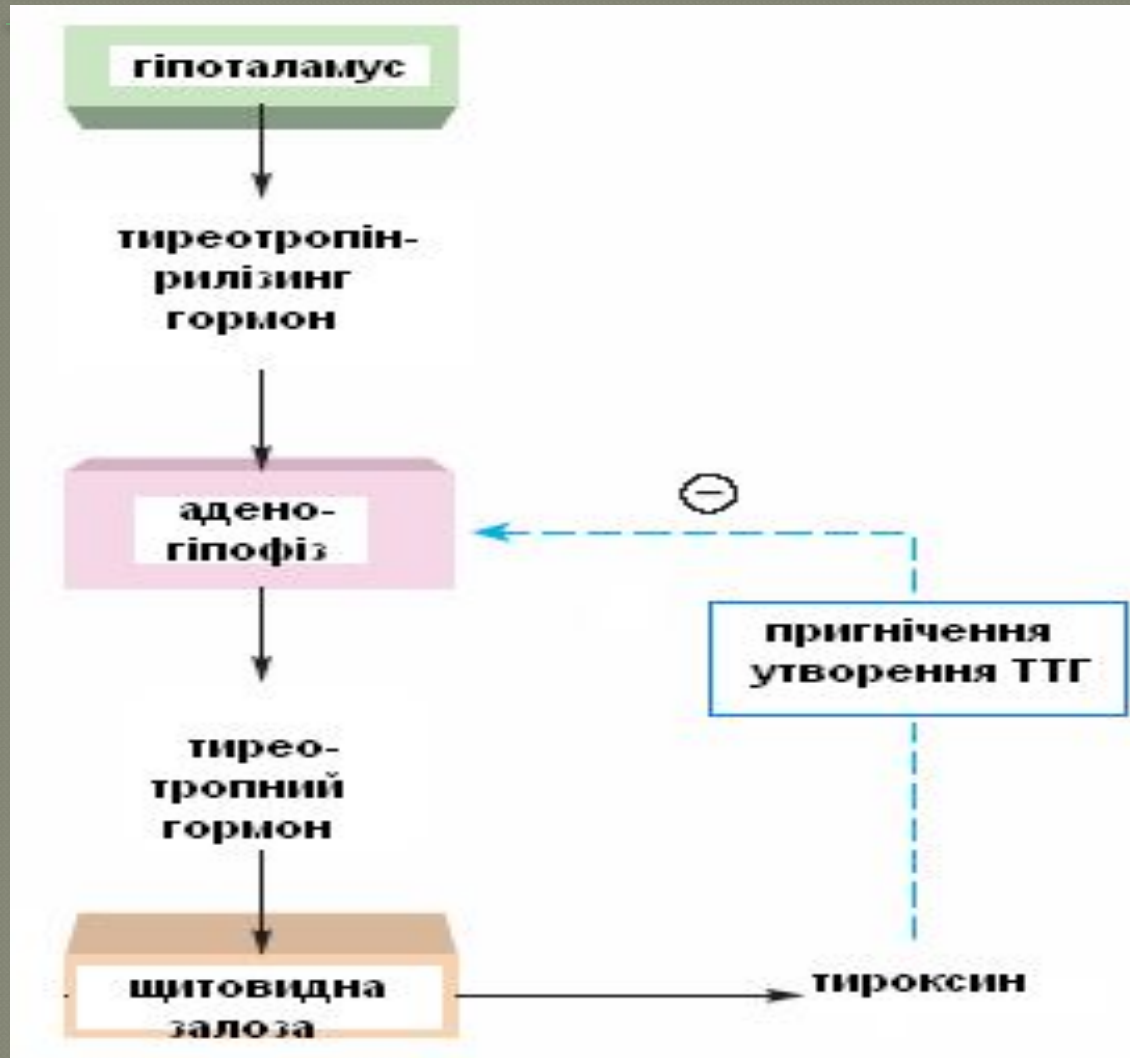 гіпоталамус
тиреотропін-
рилізинг
гормон
адено-
гіпофіз
пригнічення
утворення ТТГ
тирео-
тропний
гормон
щитовидна
залоза
тироксин